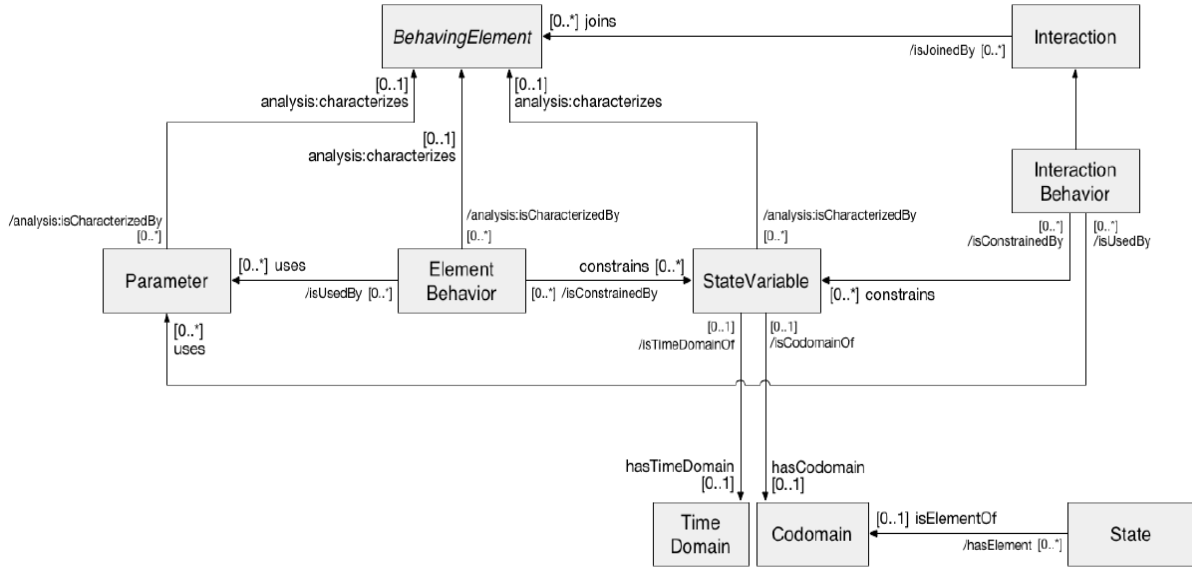 BehavingElement
[0..*] joins
/isJoinedBy [0..*]
Interaction
[0..1]
analysis:characterizes
[0..1]
analysis:characterizes
[0..1]
analysis:characterizes
Interaction
Behavior
/analysis:isCharacterizedBy
[0..*]
/analysis:isCharacterizedBy
[0..*]
/analysis:isCharacterizedBy
[0..*]
[0..*]
/isConstrainedBy
[0..*]
/isUsedBy
Parameter
[0..*] uses
/isUsedBy [0..*]
Element
Behavior
constrains [0..*]
[0..*] /isConstrainedBy
StateVariable
[0..*] constrains
[0..*]
uses
[0..1]
/isTimeDomainOf
[0..1]
/isCodomainOf
hasTimeDomain
[0..1]
hasCodomain
[0..1]
Time
Domain
Codomain
[0..1] isElementOf
/hasElement [0..*]
State